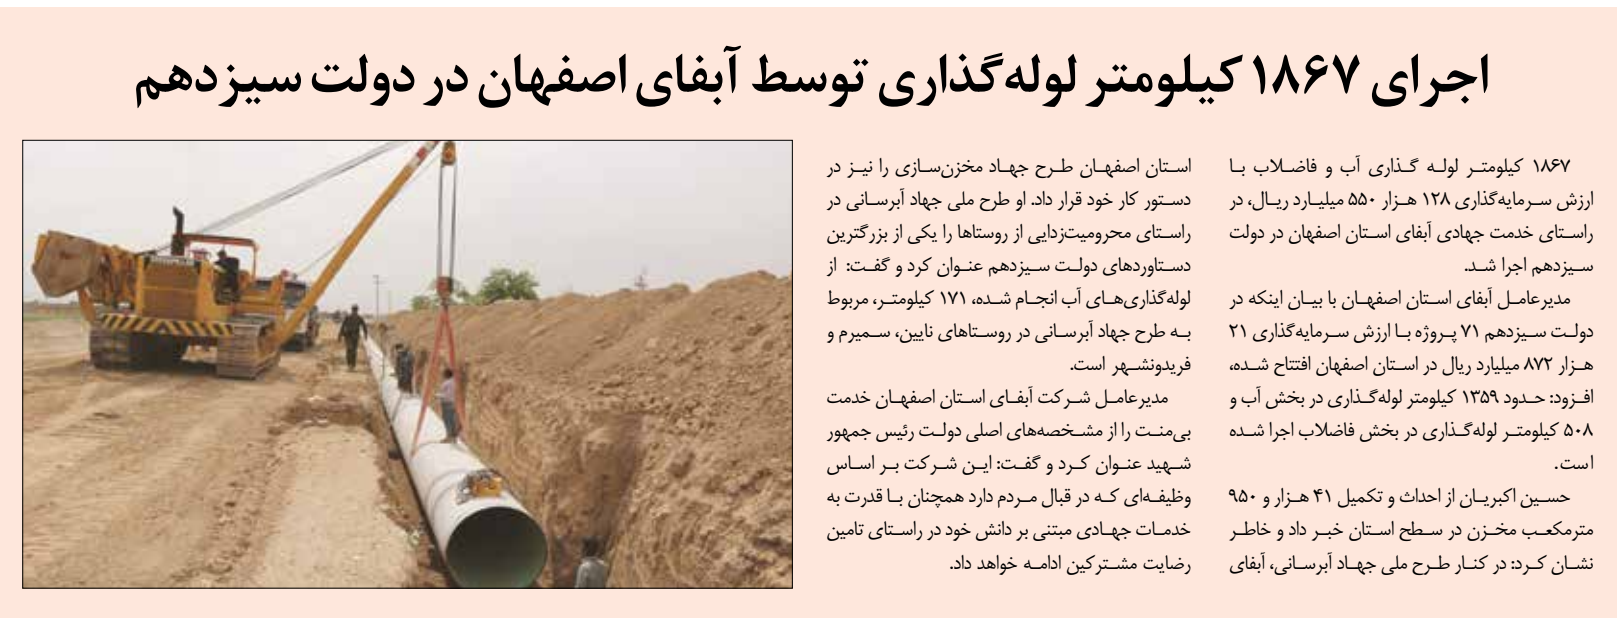 اجرای ۱۸۶۷ کیلومتر لوله‌گذاری توسط آبفای اصفهان در دولت سیزدهم
۱۸۶۷ کیلومتر لوله گذاری آب و فاضلاب با
ارزش سرمایه‌گذاری ۱۲۸ هزار ۵۵۰ میلیارد ریال، در
راستای خدمت جهادی آبفای استان اصفهان در دولت
سیزدهم اجرا شد.
مدیرعامل آبفای استان اصفهان با بیان اینکه در
دولت سیزدهم ۷۱ پروژه با ارزش سرمایه‌گذاری ۲۱
هزار ۸۷۲ میلیارد ریال در استان اصفهان افتتاح شده،
افزود: حدود ۱۳۵۹ کیلومتر لوله‌گذاری در بخش آب و
۵۰۸ کیلومتر لوله‌گذاری در بخش فاضلاب اجرا شده
است.
حسین اکبریان از احداث و تکمیل ۴۱ هزار و ۹۵۰
مترمکعب مخزن در سطح استان خبر داد و خاطر
نشان کرد: در کنار طرح ملی جهاد آبرسانی، آبفای
استان اصفهان طرح جهاد مخزن‌سازی را نیز در
دستور کار خود قرار داد. او طرح ملی جهاد آبرسانی در
راستای محرومیت‌زدایی از روستاها را یکی از بزرگترین
دستاوردهای دولت سیزدهم عنوان کرد و گفت: از
لوله‌گذاری‌های آب انجام شده، ۱۷۱ کیلومتر، مربوط
به طرح جهاد آبرسانی در روستاهای نایین، سمیرم و
فریدونشهر است.
مدیرعامل شرکت آبفای استان اصفهان خدمت
بی‌منت را از مشخصه‌های اصلی دولت رئیس جمهور
شهید عنوان کرد و گفت: این شرکت بر اساس
وظیفه‌ای که در قبال مردم دارد همچنان با قدرت به
خدمات جهادی مبتنی بر دانش خود در راستای تامین
رضایت مشترکین ادامه خواهد داد.